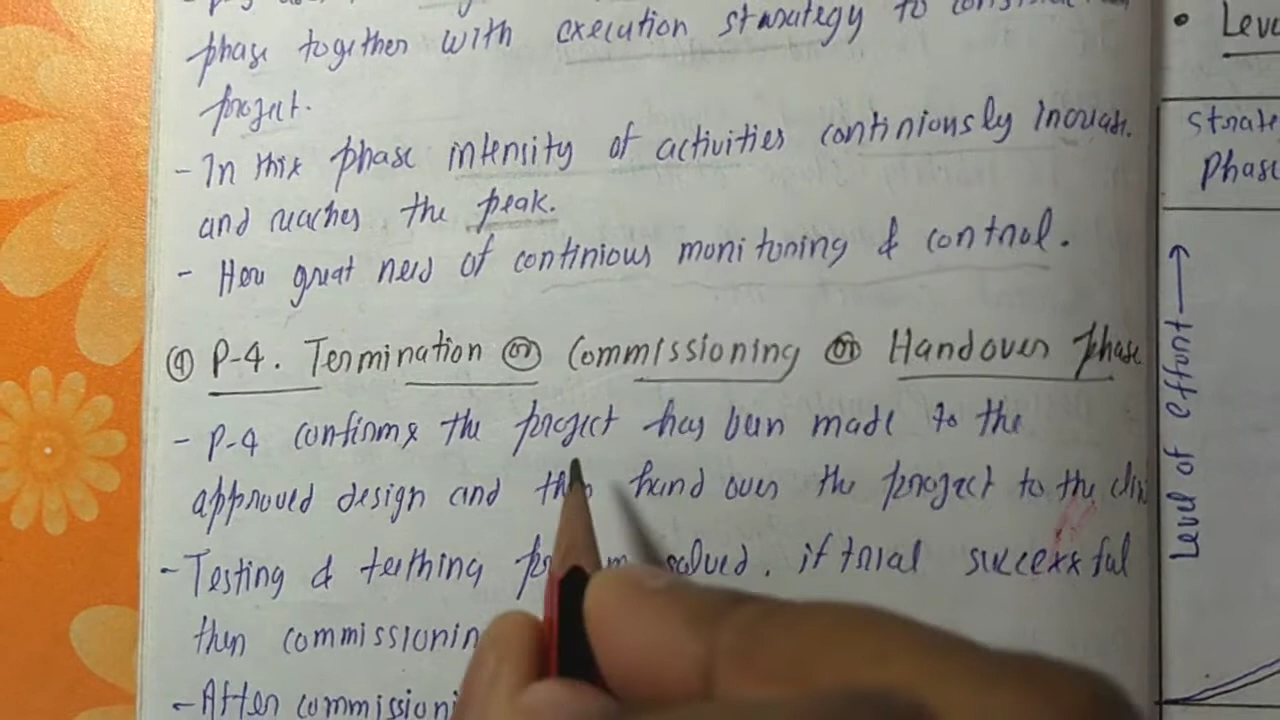 phase together with execution strategy to
project.
- In this phase intensity of activities continiously increase.
and reaches the peak.
- Here great need of continious monitoring & control.
④ P-4. Termination or Commissioning or Handover phase
- P-4 confirms the project has been made to the
approved design and then hand over the project to the
- Testing & teething solved. if trial successful
then commissionin
- After commissioni
• Leve
Strate
Phase
Level of Effort →